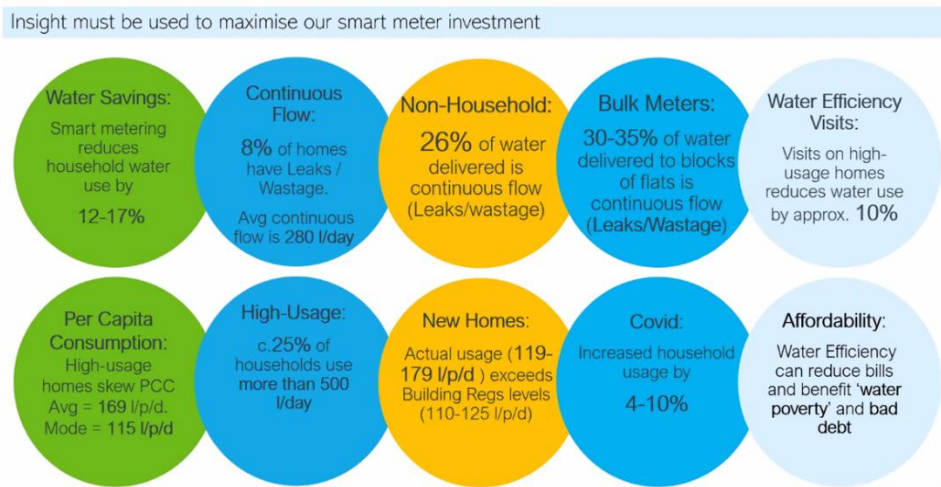 Insight must be used to maximise our smart meter investment
Water Savings:
Smart metering
reduces
household water
use by
12-17%
Continuous
Flow:
8% of homes
have Leaks /
Wastage.
Avg continuous
flow is 280 l/day
Non-Household:
26% of water
delivered is
continuous flow
(Leaks/wastage)
Bulk Meters:
30-35% of water
delivered to blocks
of flats is
continuous flow
(Leaks/Wastage)
Water Efficiency
Visits:
Visits on high-
usage homes
reduces water use
by approx. 10%
Per Capita
Consumption:
High-usage
homes skew PCC
Avg = 169 l/p/d.
Mode = 115 l/p/d
High-Usage:
c.25% of
households use
more than 500
l/day
New Homes:
Actual usage (119-
179 l/p/d ) exceeds
Building Regs levels
(110-125 l/p/d)
Covid:
Increased household
usage by
4-10%
Affordability:
Water Efficiency
can reduce bills
and benefit ‘water
poverty’ and bad
debt